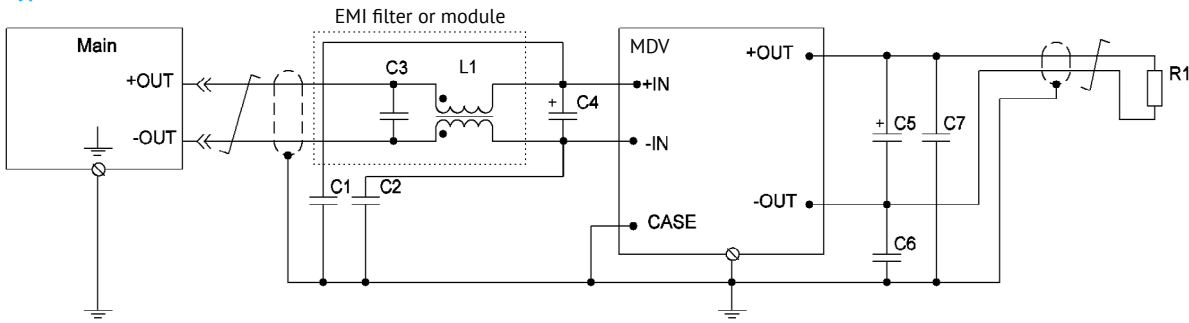 EMI filter or module
Main
+OUT
-OUT
C3
L1
C4
+
C1
C2
MDV
+IN
-IN
CASE
+OUT
-OUT
+
C5
C7
C6
R1